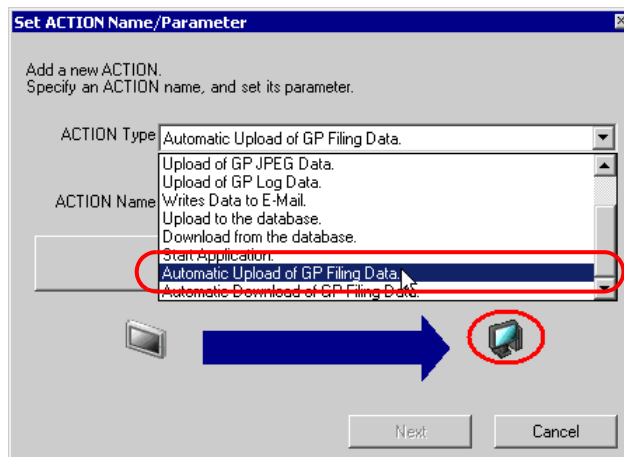 Set ACTION Name/Parameter
Add a new ACTION.
Specify an ACTION name, and set its parameter.
ACTION Type
Automatic Upload of GP Filing Data.
Upload of GP JPEG Data.
Upload of GP Log Data.
ACTION Name
Writes Data to E-Mail.
Upload to the database.
Download from the database.
Start Application.
Automatic Upload of GP Filing Data.
Automatic Download of GP Filing Data.
Next
Cancel